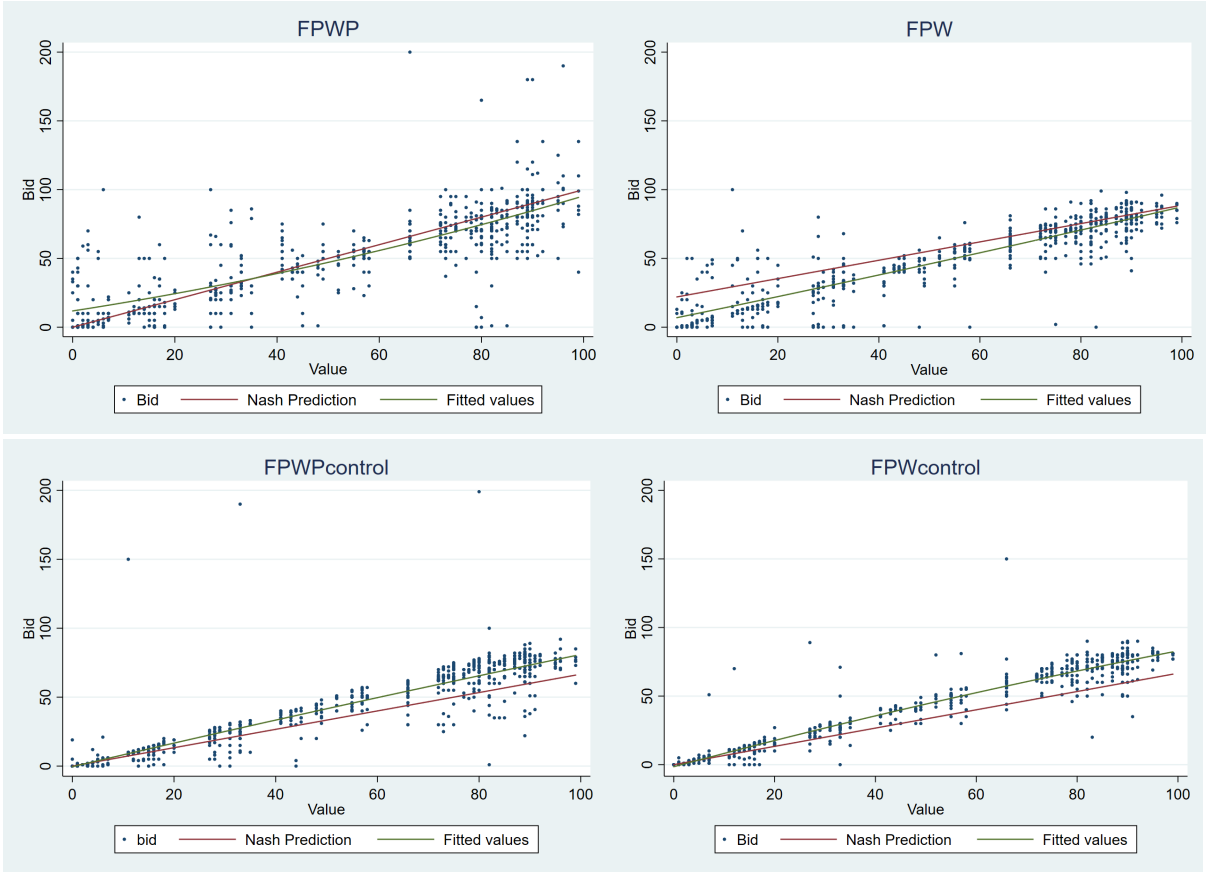 FPWP
200
150
100
50
0
Bid
0 20 40 60 80 100
Value
Bid Nash Prediction Fitted values
FPW
200
150
100
50
0
Bid
0 20 40 60 80 100
Value
Bid Nash Prediction Fitted values
FPWPcontrol
200
150
100
50
0
Bid
0 20 40 60 80 100
Value
bid Nash Prediction Fitted values
FPWcontrol
200
150
100
50
0
Bid
0 20 40 60 80 100
Value
Bid Nash Prediction Fitted values